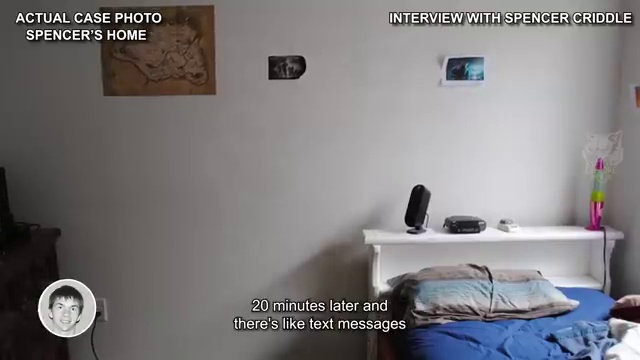 ACTUAL CASE PHOTO
SPENCER'S HOME
INTERVIEW WITH SPENCER CRIDDLE
20 minutes later and
there's like text messages